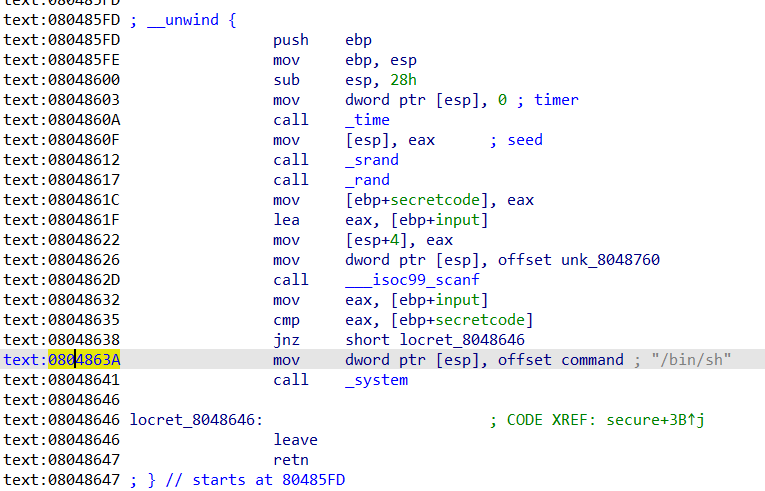 text:080485FD
text:080485FD ; __unwind {
text:080485FD push ebp
text:080485FE mov ebp, esp
text:08048600 sub esp, 28h
text:08048603 mov dword ptr [esp], 0 ; timer
text:0804860A call _time
text:0804860F mov [esp], eax ; seed
text:08048612 call _srand
text:08048617 call _rand
text:0804861C mov [ebp+secretcode], eax
text:0804861F lea eax, [ebp+input]
text:08048622 mov [esp+4], eax
text:08048626 mov dword ptr [esp], offset unk_8048760
text:0804862D call ___isoc99_scanf
text:08048632 mov eax, [ebp+input]
text:08048635 cmp eax, [ebp+secretcode]
text:08048638 jnz short locret_8048646
text:0804863A mov dword ptr [esp], offset command ; "/bin/sh"
text:08048641 call _system
text:08048646
text:08048646 locret_8048646: ; CODE XREF: secure+3B↑j
text:08048646 leave
text:08048647 retn
text:08048647 ; } // starts at 80485FD